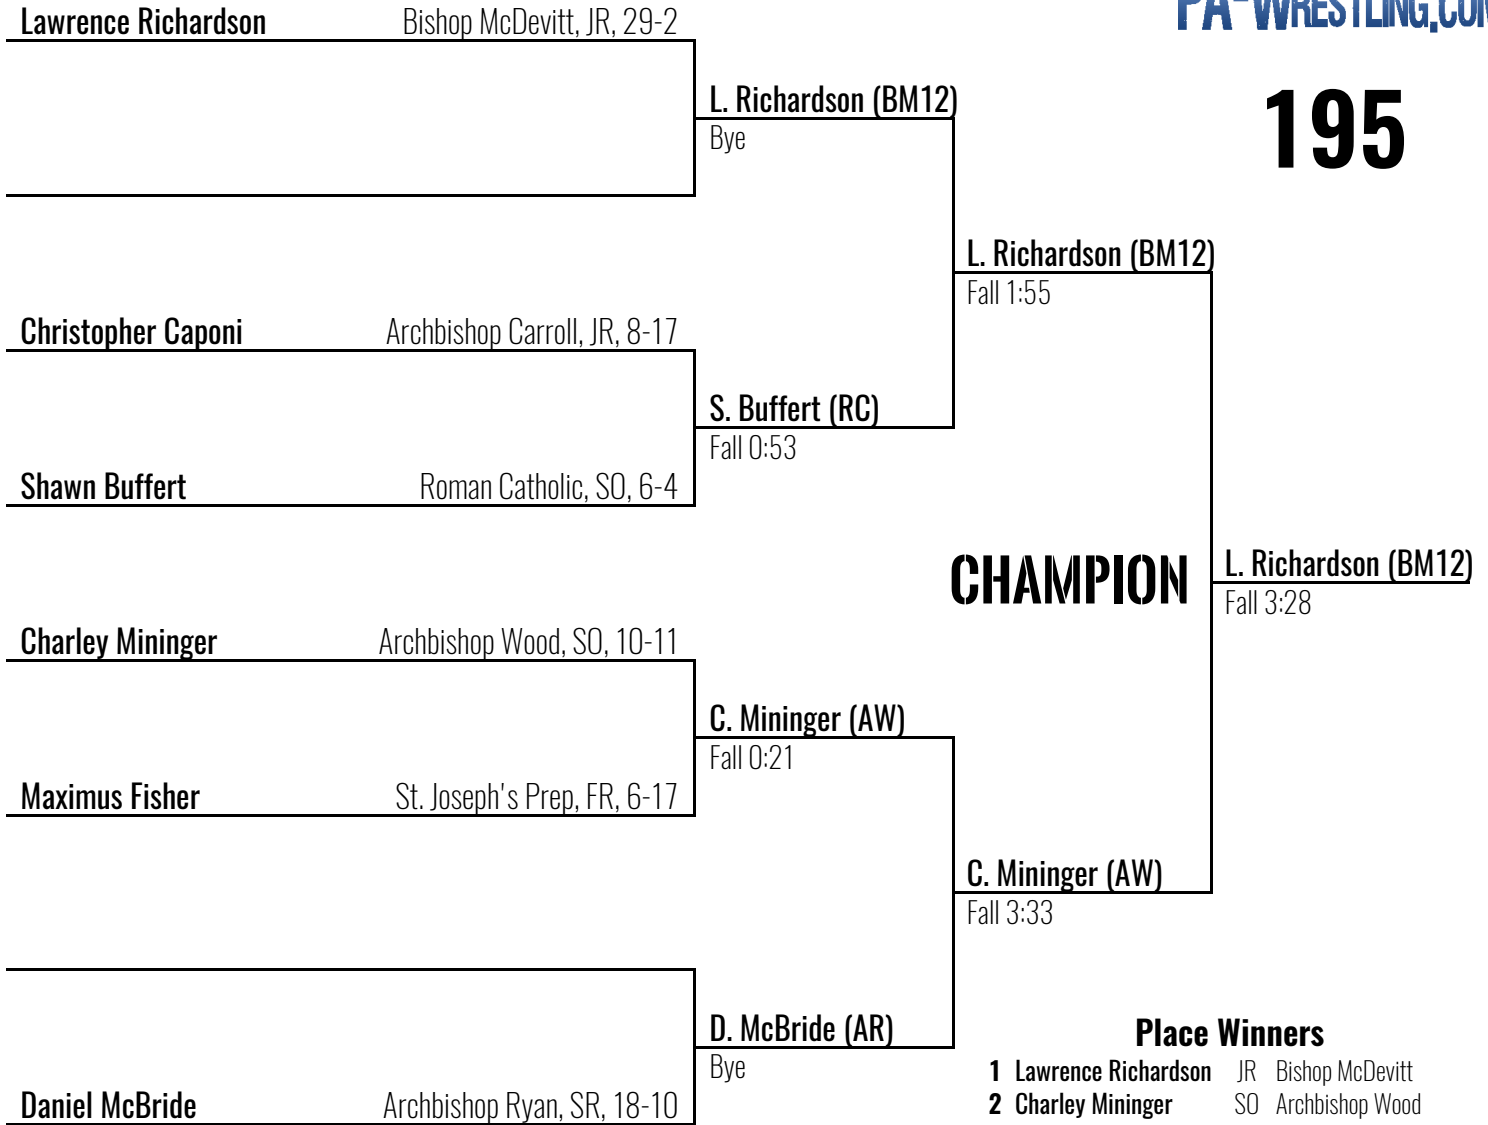 PA-WRESTLING.COM
Lawrence Richardson Bishop McDevitt, JR, 29-2
L. Richardson (BM12)
Bye
195
L. Richardson (BM12)
Fall 1:55
Christopher Caponi Archbishop Carroll, JR, 8-17
S. Buffert (RC)
Fall 0:53
Shawn Buffert Roman Catholic, SO, 6-4
CHAMPION
L. Richardson (BM12)
Fall 3:28
Charley Mininger Archbishop Wood, SO, 10-11
C. Mininger (AW)
Fall 0:21
Maximus Fisher St. Joseph's Prep, FR, 6-17
C. Mininger (AW)
Fall 3:33
D. McBride (AR)
Bye
Daniel McBride Archbishop Ryan, SR, 18-10
Place Winners
1 Lawrence Richardson JR Bishop McDevitt
2 Charley Mininger SO Archbishop Wood